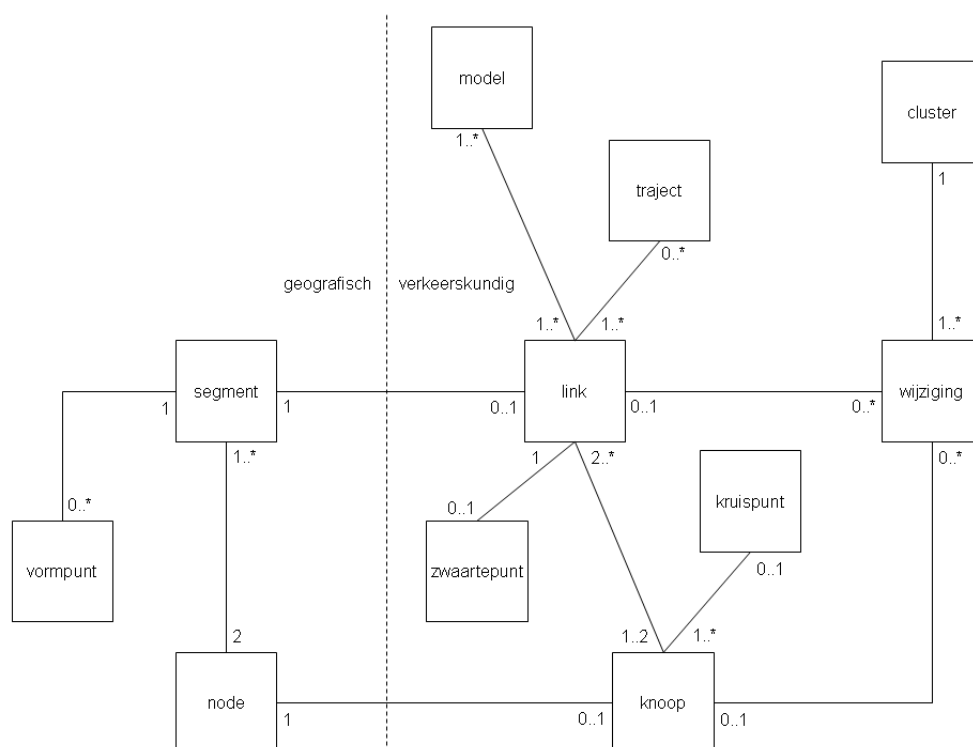 model
cluster
1..*
traject
1
0..*
geografisch
verkeerskundig
1..*
1..*
1..*
segment
link
wijziging
1
1
0..1
0..1
0..*
1..*
1
2..*
0..*
kruispunt
0..*
0..1
vormpunt
zwaartepunt
0..1
2
1..2
1..*
node
knoop
1
0..1
0..1